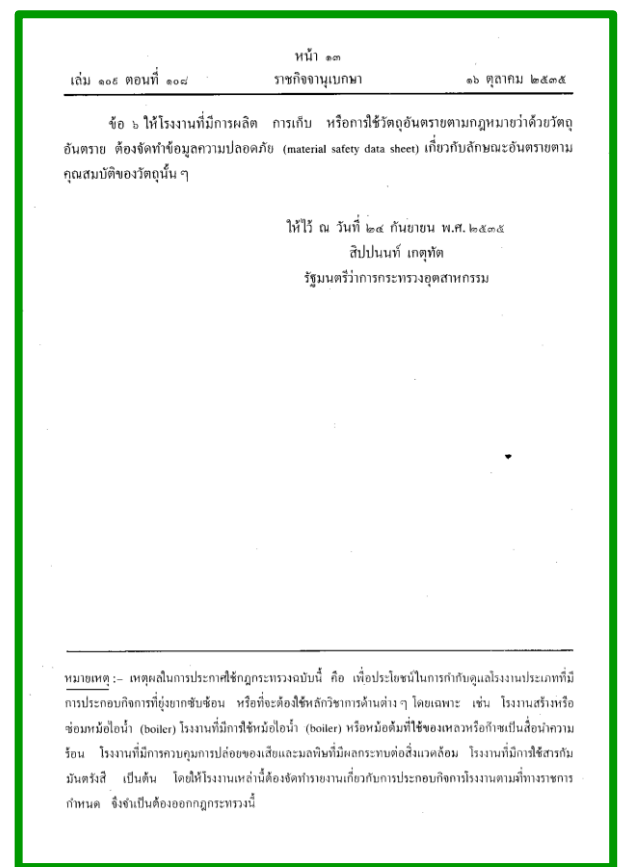 หน้า ๑๓
เล่ม ๑๐๙ ตอนที่ ๑๐๘ ราชกิจจานุเบกษา ๑๖ ตุลาคม ๒๕๓๕
ข้อ ๖ ให้โรงงานที่มีการผลิต การเก็บ หรือการใช้วัตถุอันตรายตามกฎหมายว่าด้วยวัตถุ
อันตราย ต้องจัดทำข้อมูลความปลอดภัย (material safety data sheet) เกี่ยวกับลักษณะอันตรายตาม
คุณสมบัติของวัตถุนั้น ๆ
ให้ไว้ ณ วันที่ ๒๔ กันยายน พ.ศ. ๒๕๓๕
สิปปนนท์ เกตุทัต
รัฐมนตรีว่าการกระทรวงอุตสาหกรรม
หมายเหตุ :– เหตุผลในการประกาศใช้กฎกระทรวงฉบับนี้ คือ เพื่อประโยชน์ในการกำกับดูแลโรงงานประเภทที่มี
การประกอบกิจการที่ยุ่งยากซับซ้อน หรือที่จะต้องใช้หลักวิชาการด้านต่าง ๆ โดยเฉพาะ เช่น โรงงานสร้างหรือ
ซ่อมหม้อไอน้ำ (boiler) โรงงานที่มีการใช้หม้อไอน้ำ (boiler) หรือหม้อต้มที่ใช้ของเหลวหรือก๊าซเป็นสื่อนำความ
ร้อน โรงงานที่มีการควบคุมการปล่อยของเสียและมลพิษที่มีผลกระทบต่อสิ่งแวดล้อม โรงงานที่มีการใช้สารกัม
มันตรังสี เป็นต้น โดยให้โรงงานเหล่านี้ต้องจัดทำรายงานเกี่ยวกับการประกอบกิจการโรงงานตามที่ทางราชการ
กำหนด จึงจำเป็นต้องออกกฎกระทรวงนี้